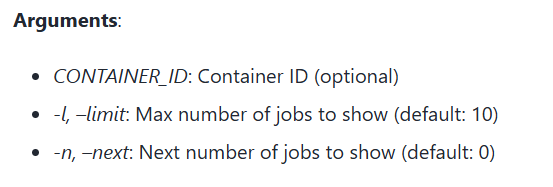 Arguments:
• CONTAINER_ID: Container ID (optional)
• -l, –limit: Max number of jobs to show (default: 10)
• -n, –next: Next number of jobs to show (default: 0)